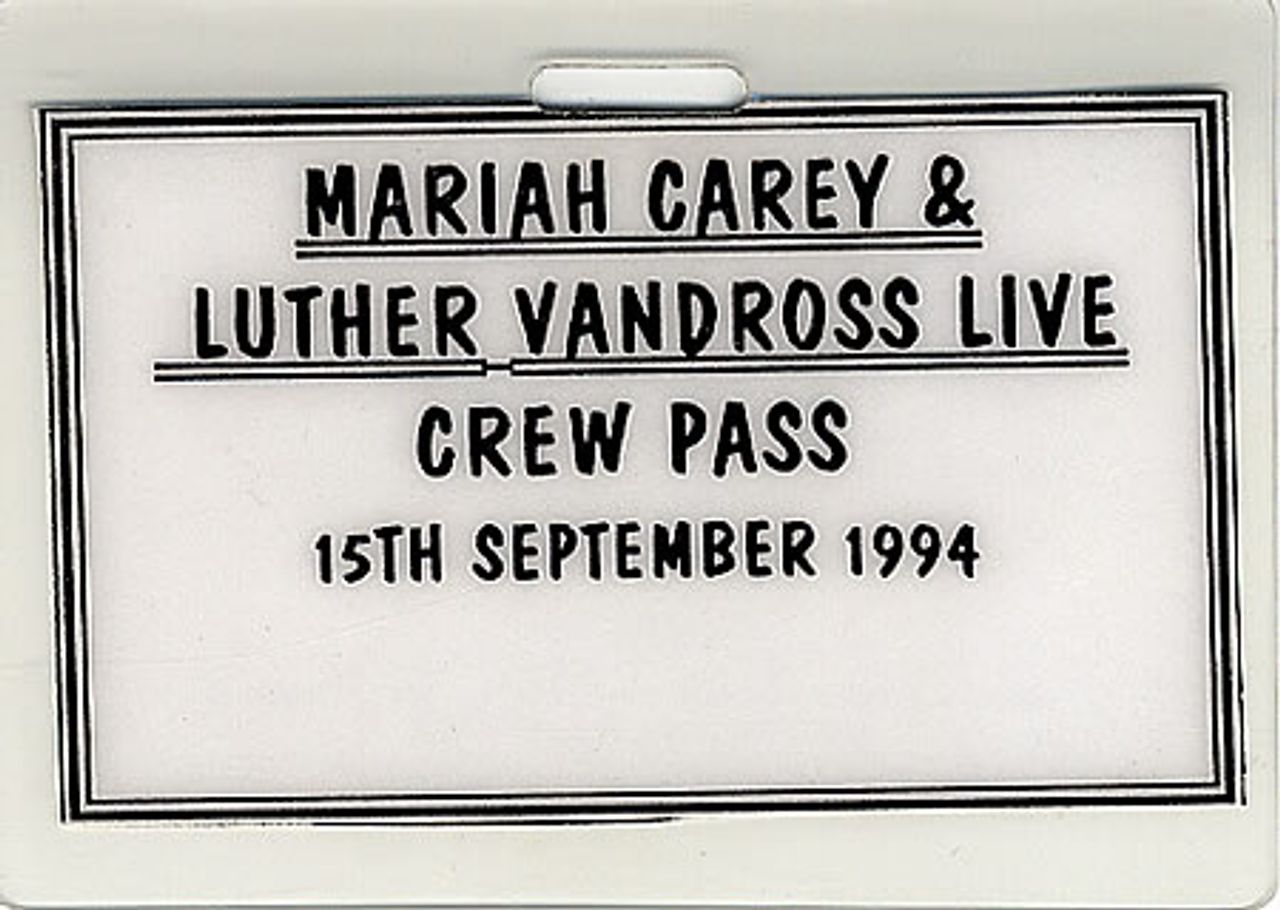 MARIAH CAREY &
LUTHER VANDROSS LIVE
CREW PASS
15TH SEPTEMBER 1994